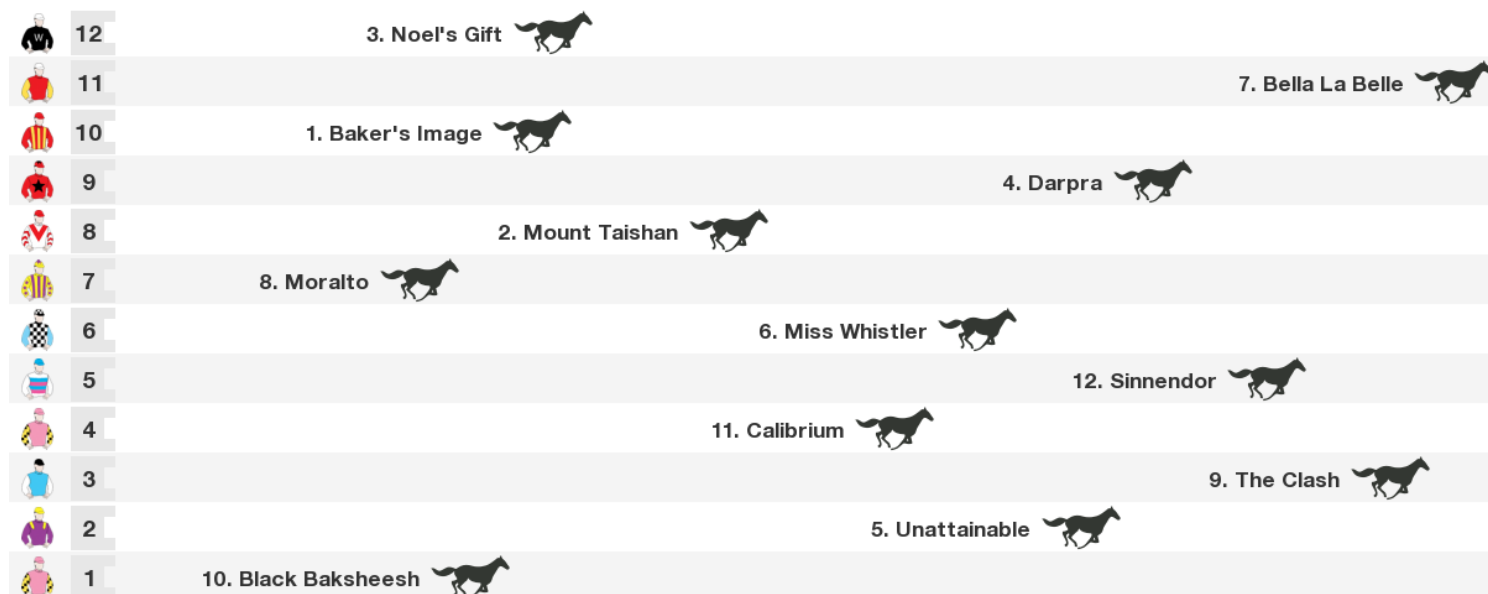 12 3. Noel's Gift
11 7. Bella La Belle
10 1. Baker's Image
9 4. Darpra
8 2. Mount Taishan
7 8. Moralto
6 6. Miss Whistler
5 12. Sinnendor
4 11. Calibrium
3 9. The Clash
2 5. Unattainable
1 10. Black Baksheesh